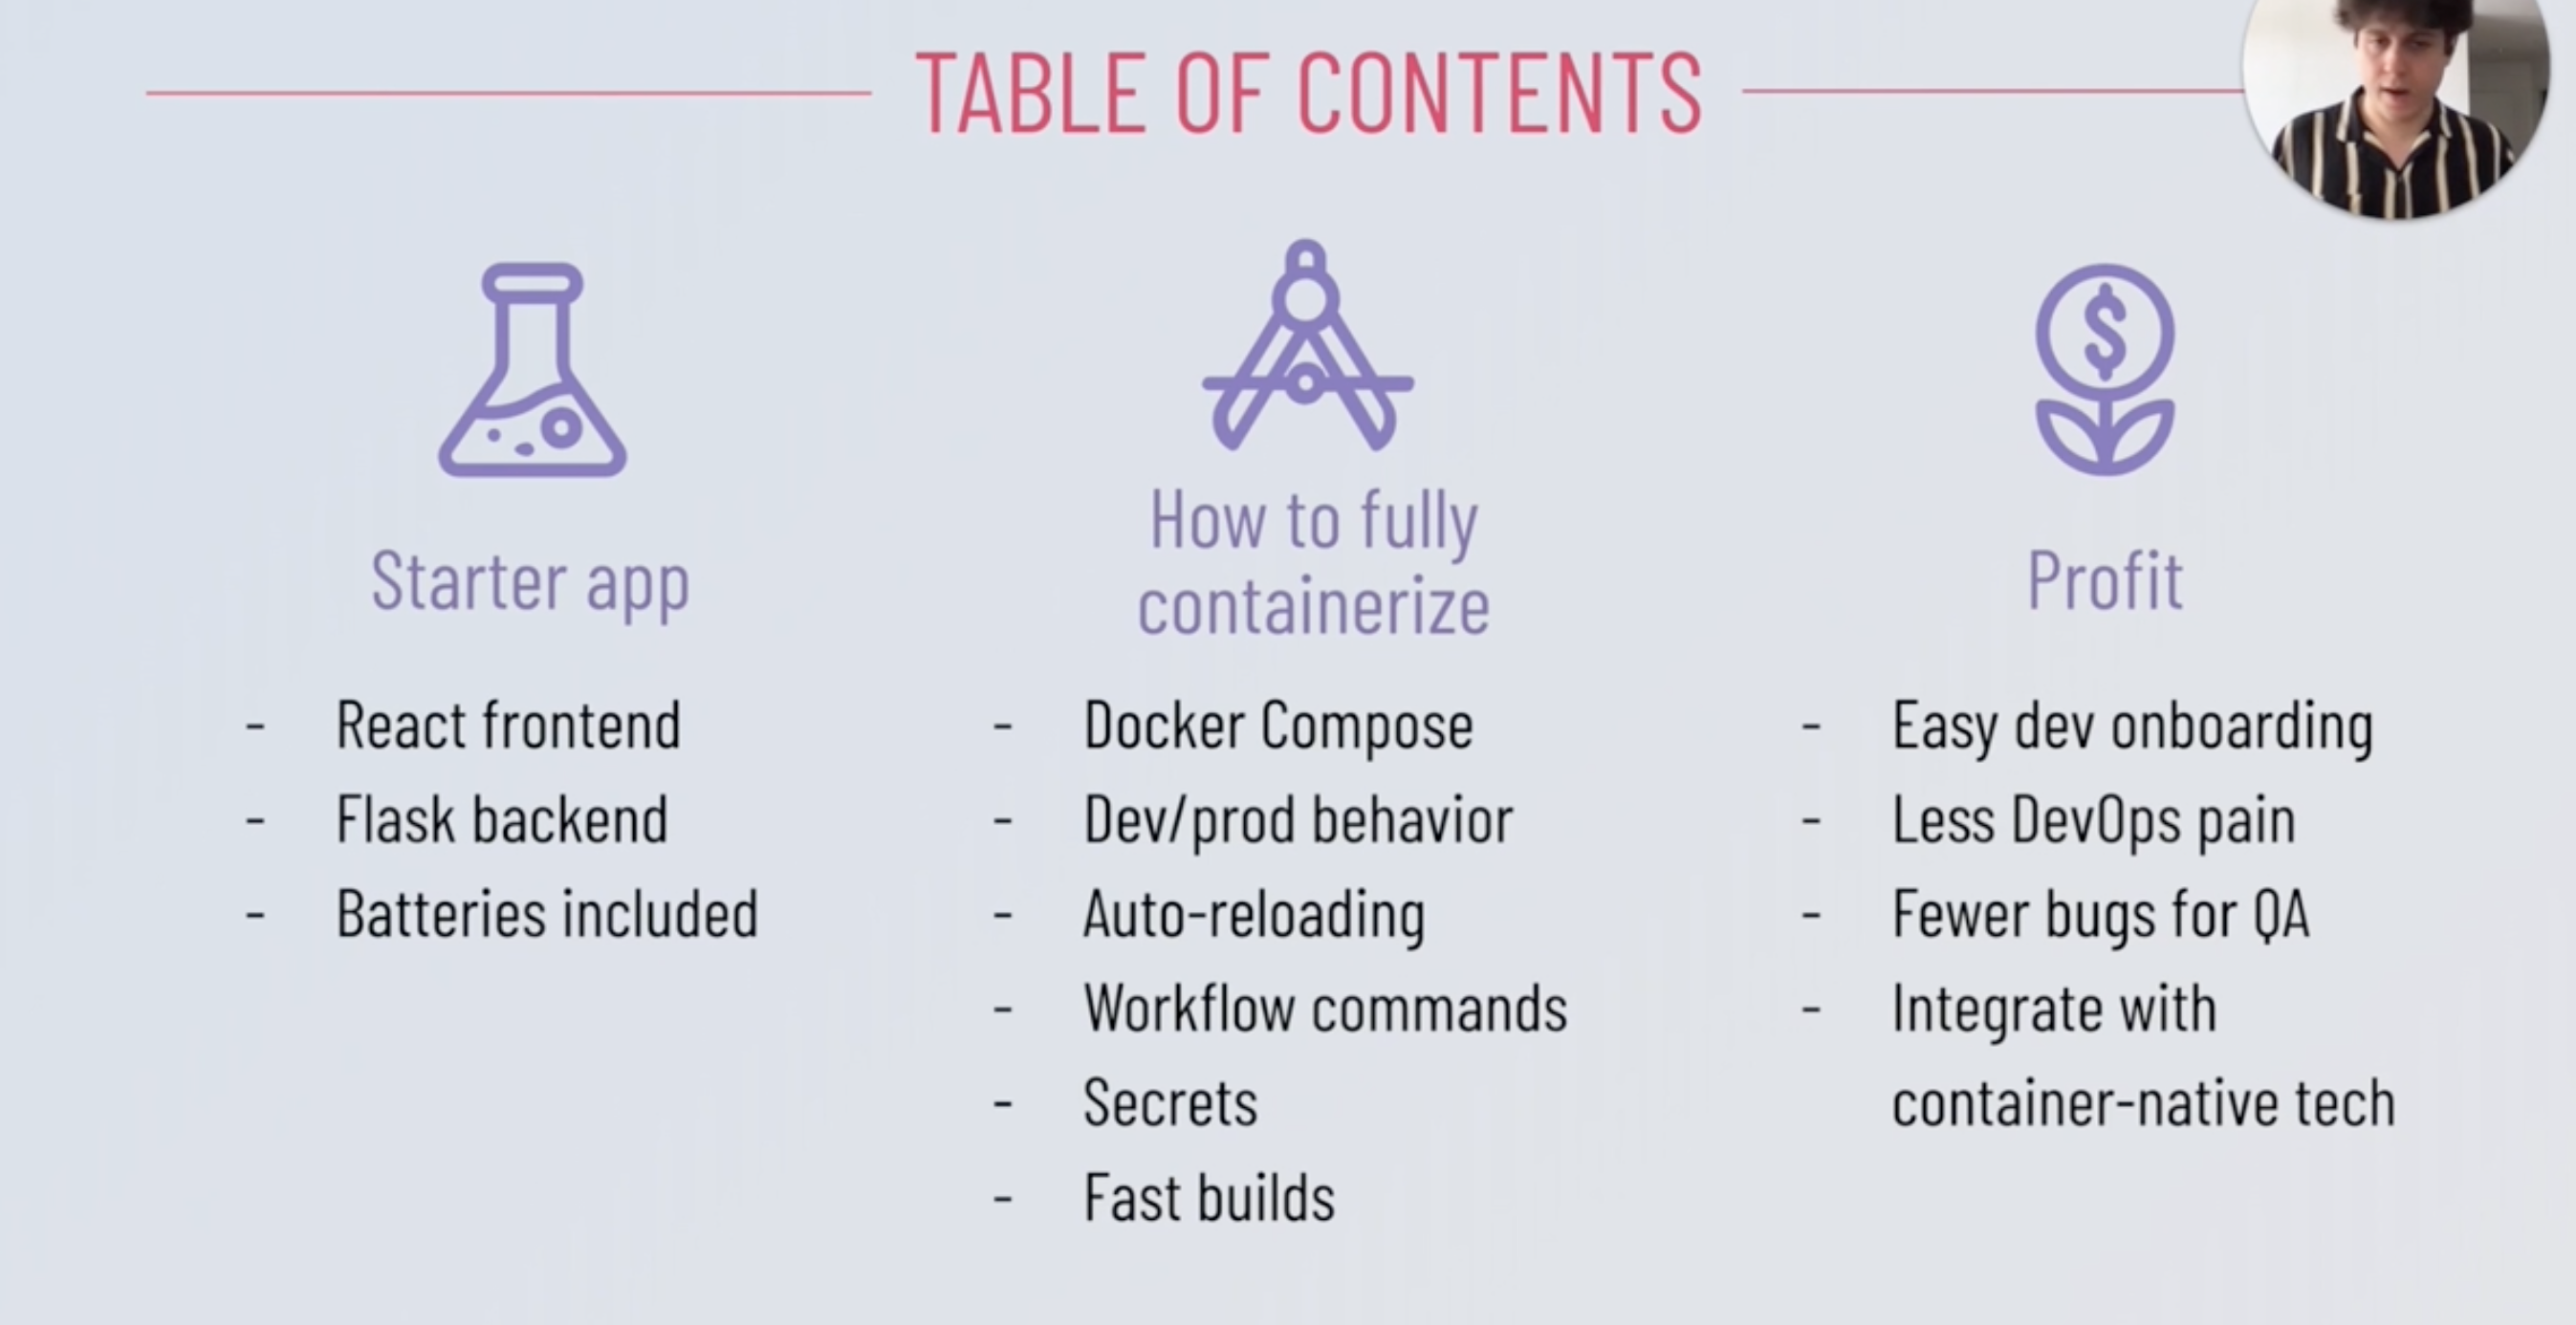 TABLE OF CONTENTS
Starter app
- React frontend
- Flask backend
- Batteries included
How to fully
containerize
- Docker Compose
- Dev/prod behavior
- Auto-reloading
- Workflow commands
- Secrets
- Fast builds
$
Profit
- Easy dev onboarding
- Less DevOps pain
- Fewer bugs for QA
- Integrate with
container-native tech